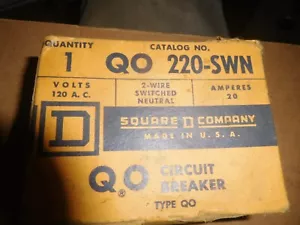 QUANTITY CATALOG NO.
1 QO 220-SWN
VOLTS 2-WIRE AMPERES
120 A.C. SWITCHED 20
NEUTRAL
D SQUARE D COMPANY
MADE IN U.S.A.
QO CIRCUIT
BREAKER
TYPE QO